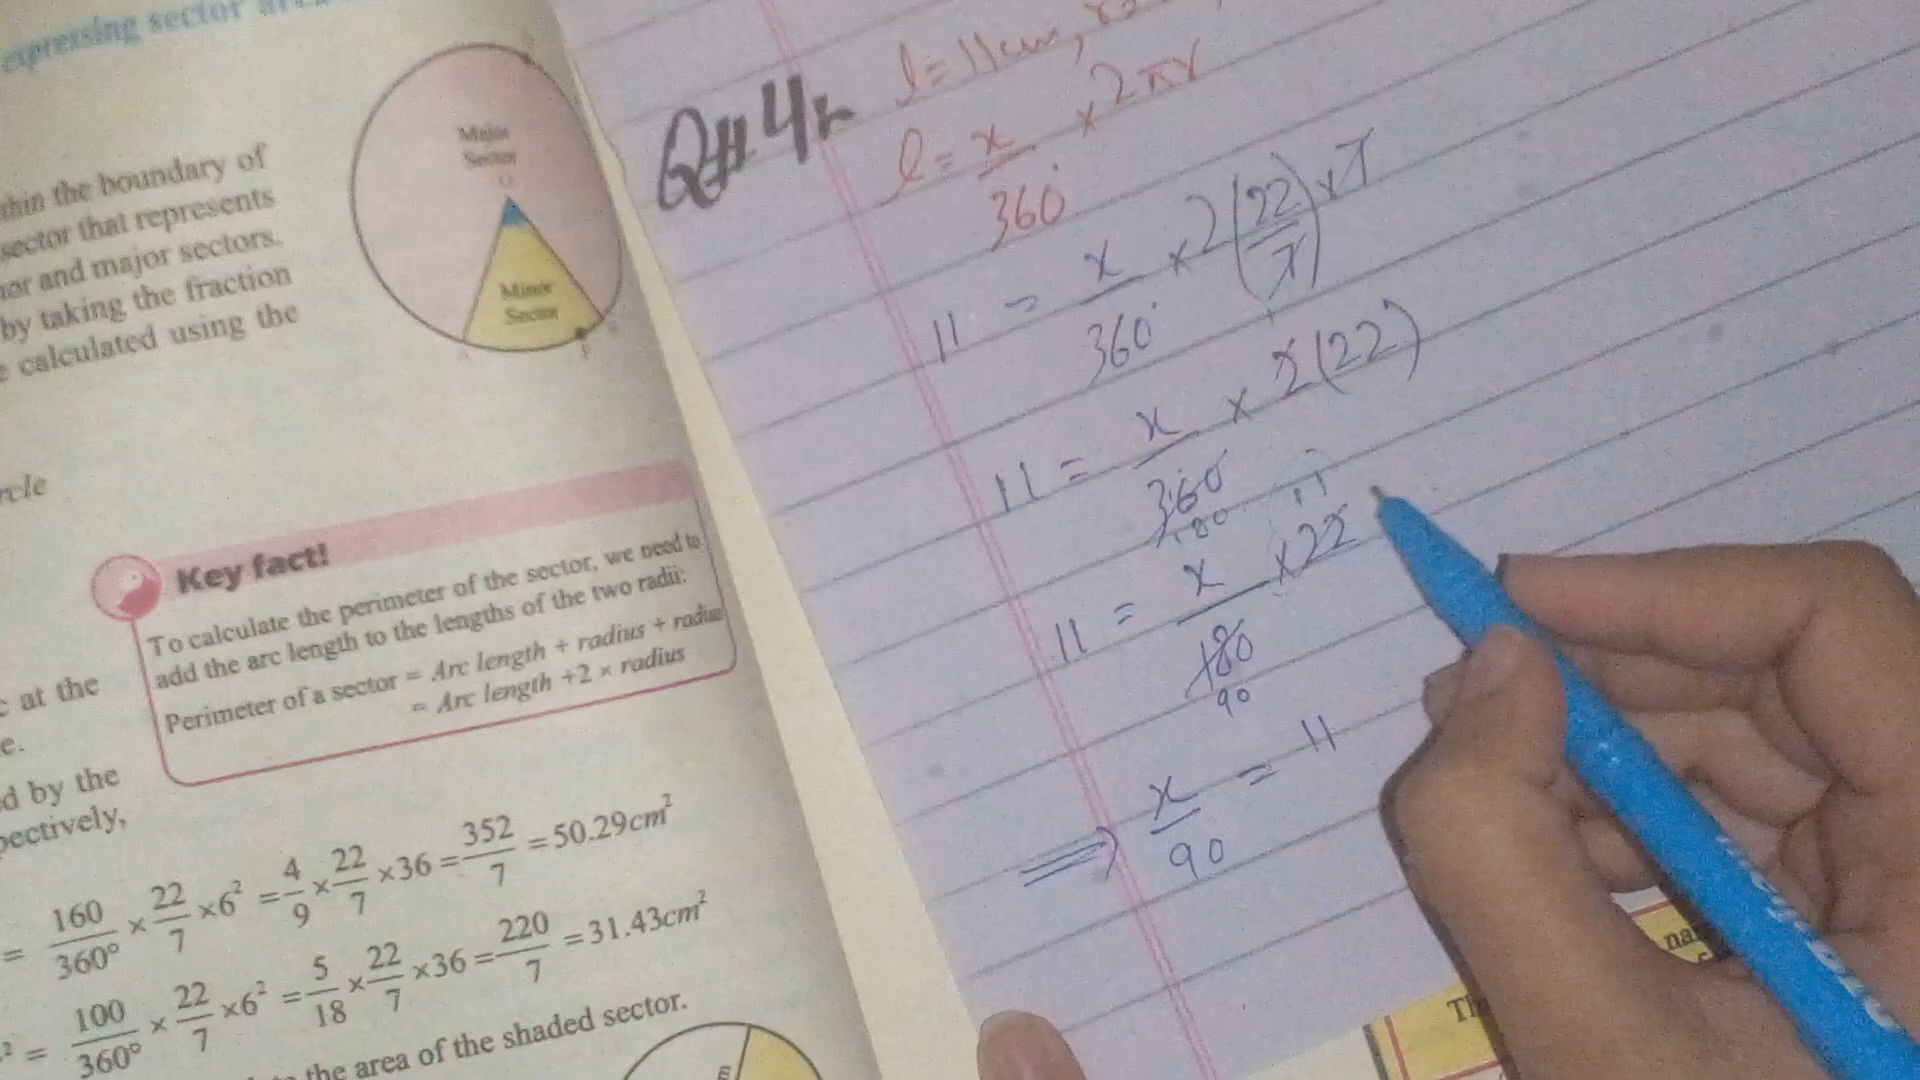 expressing sector
within the boundary of
sector that represents
and major sectors.
by taking the fraction
calculated using the
Major
Sector
O
Minor
Sector
at the
d by the
Key fact!
To calculate the perimeter of the sector, we need to
add the arc length to the lengths of the two radii:
Perimeter of a sector = Arc length + radius + radius
= Arc length +2 × radius
= 160/360° × 22/7 ×6² = 4/9 × 22/7 ×36 = 352/7 = 50.29cm²
= 100/360° × 22/7 ×6² = 5/18 × 22/7 ×36 = 220/7 = 31.43cm²
the area of the shaded sector.
Q#4
l = 11cm,
l = x/360° × 2πr
11 = x/360° × 2(22/7) × 7
11 = x/360 × 2(22)
180
11
11 = x/180 × 22
90
⇒ x/90 = 11